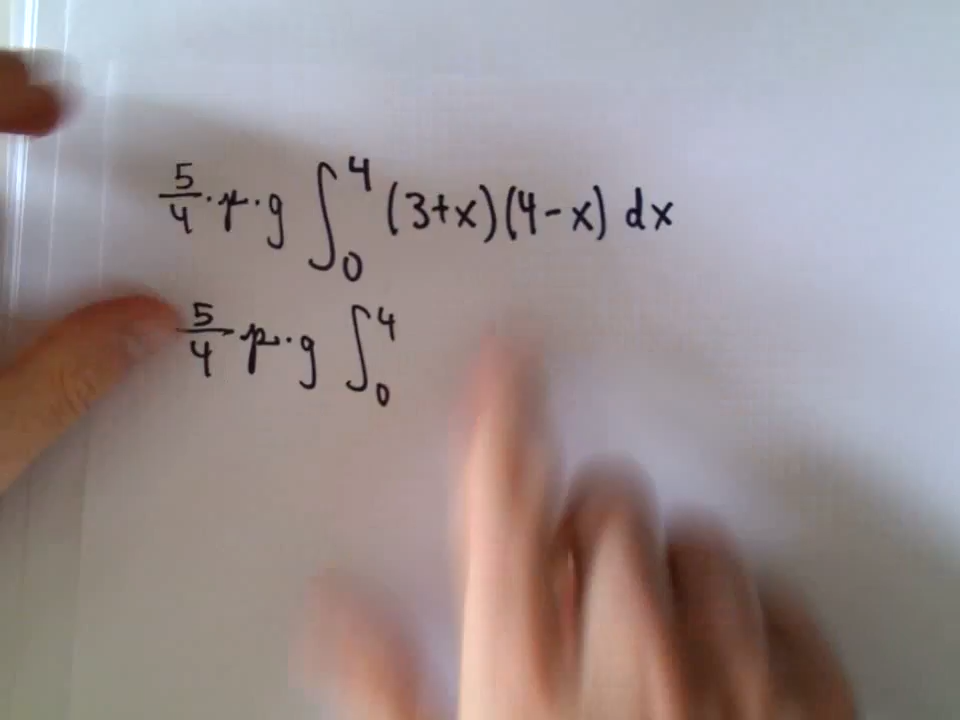 5/4 · ρ · g ∫₀⁴ (3+x)(4-x) dx
5/4 ρ · g ∫₀⁴